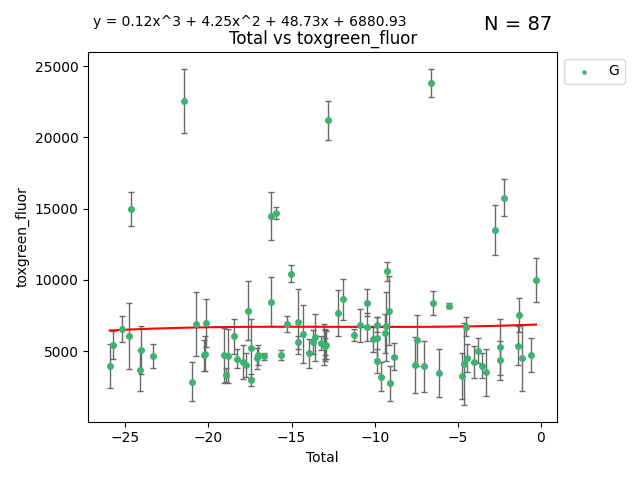 y = 0.12x^3 + 4.25x^2 + 48.73x + 6880.93
N = 87
Total vs toxgreen_fluor
G
25000
20000
15000
10000
5000
toxgreen_fluor
−25
−20
−15
−10
−5
0
Total